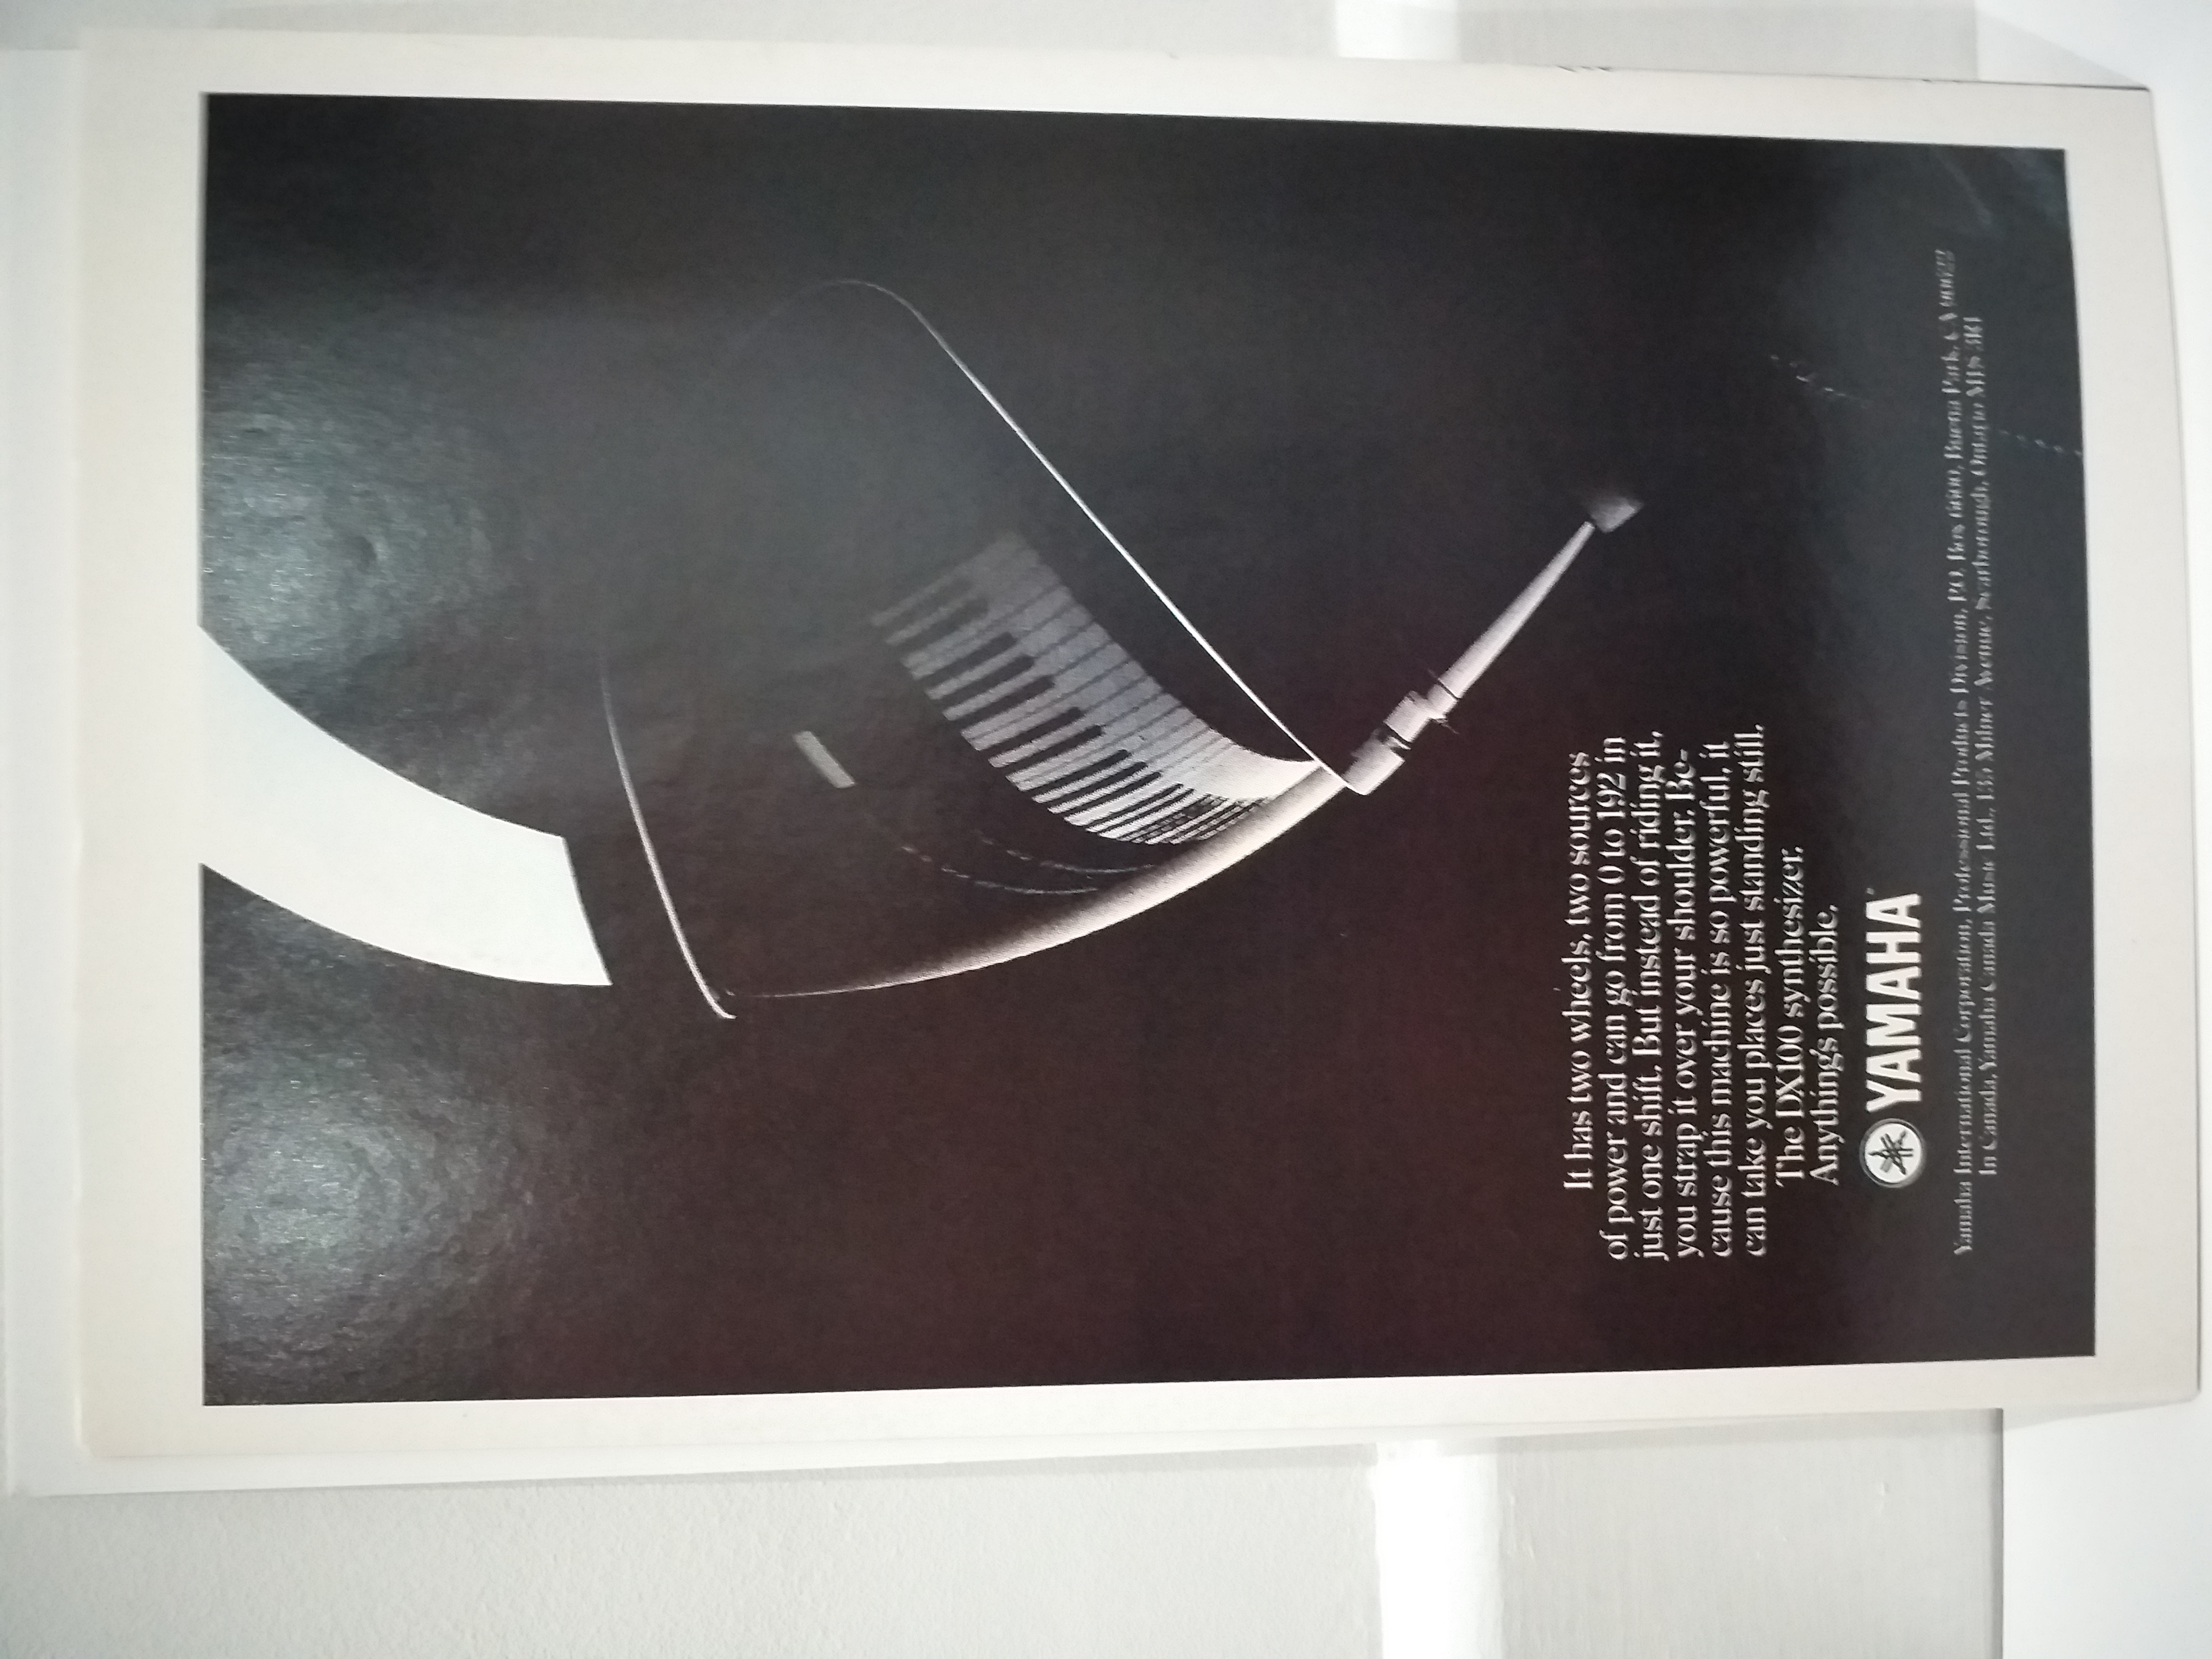 It has two wheels, two sources
of power and can go from 0 to 192 in
just one shift. But instead of riding it,
you strap it over your shoulder. Be-
cause this machine is so powerful, it
can take you places just standing still.
The DX100 synthesizer.
Anything's possible.
YAMAHA
Yamaha International Corporation, Professional Products Division, P.O. Box 6600, Buena Park, CA 90622
In Canada, Yamaha Canada Music Ltd., 135 Milner Avenue, Scarborough, Ontario M1S 3R1